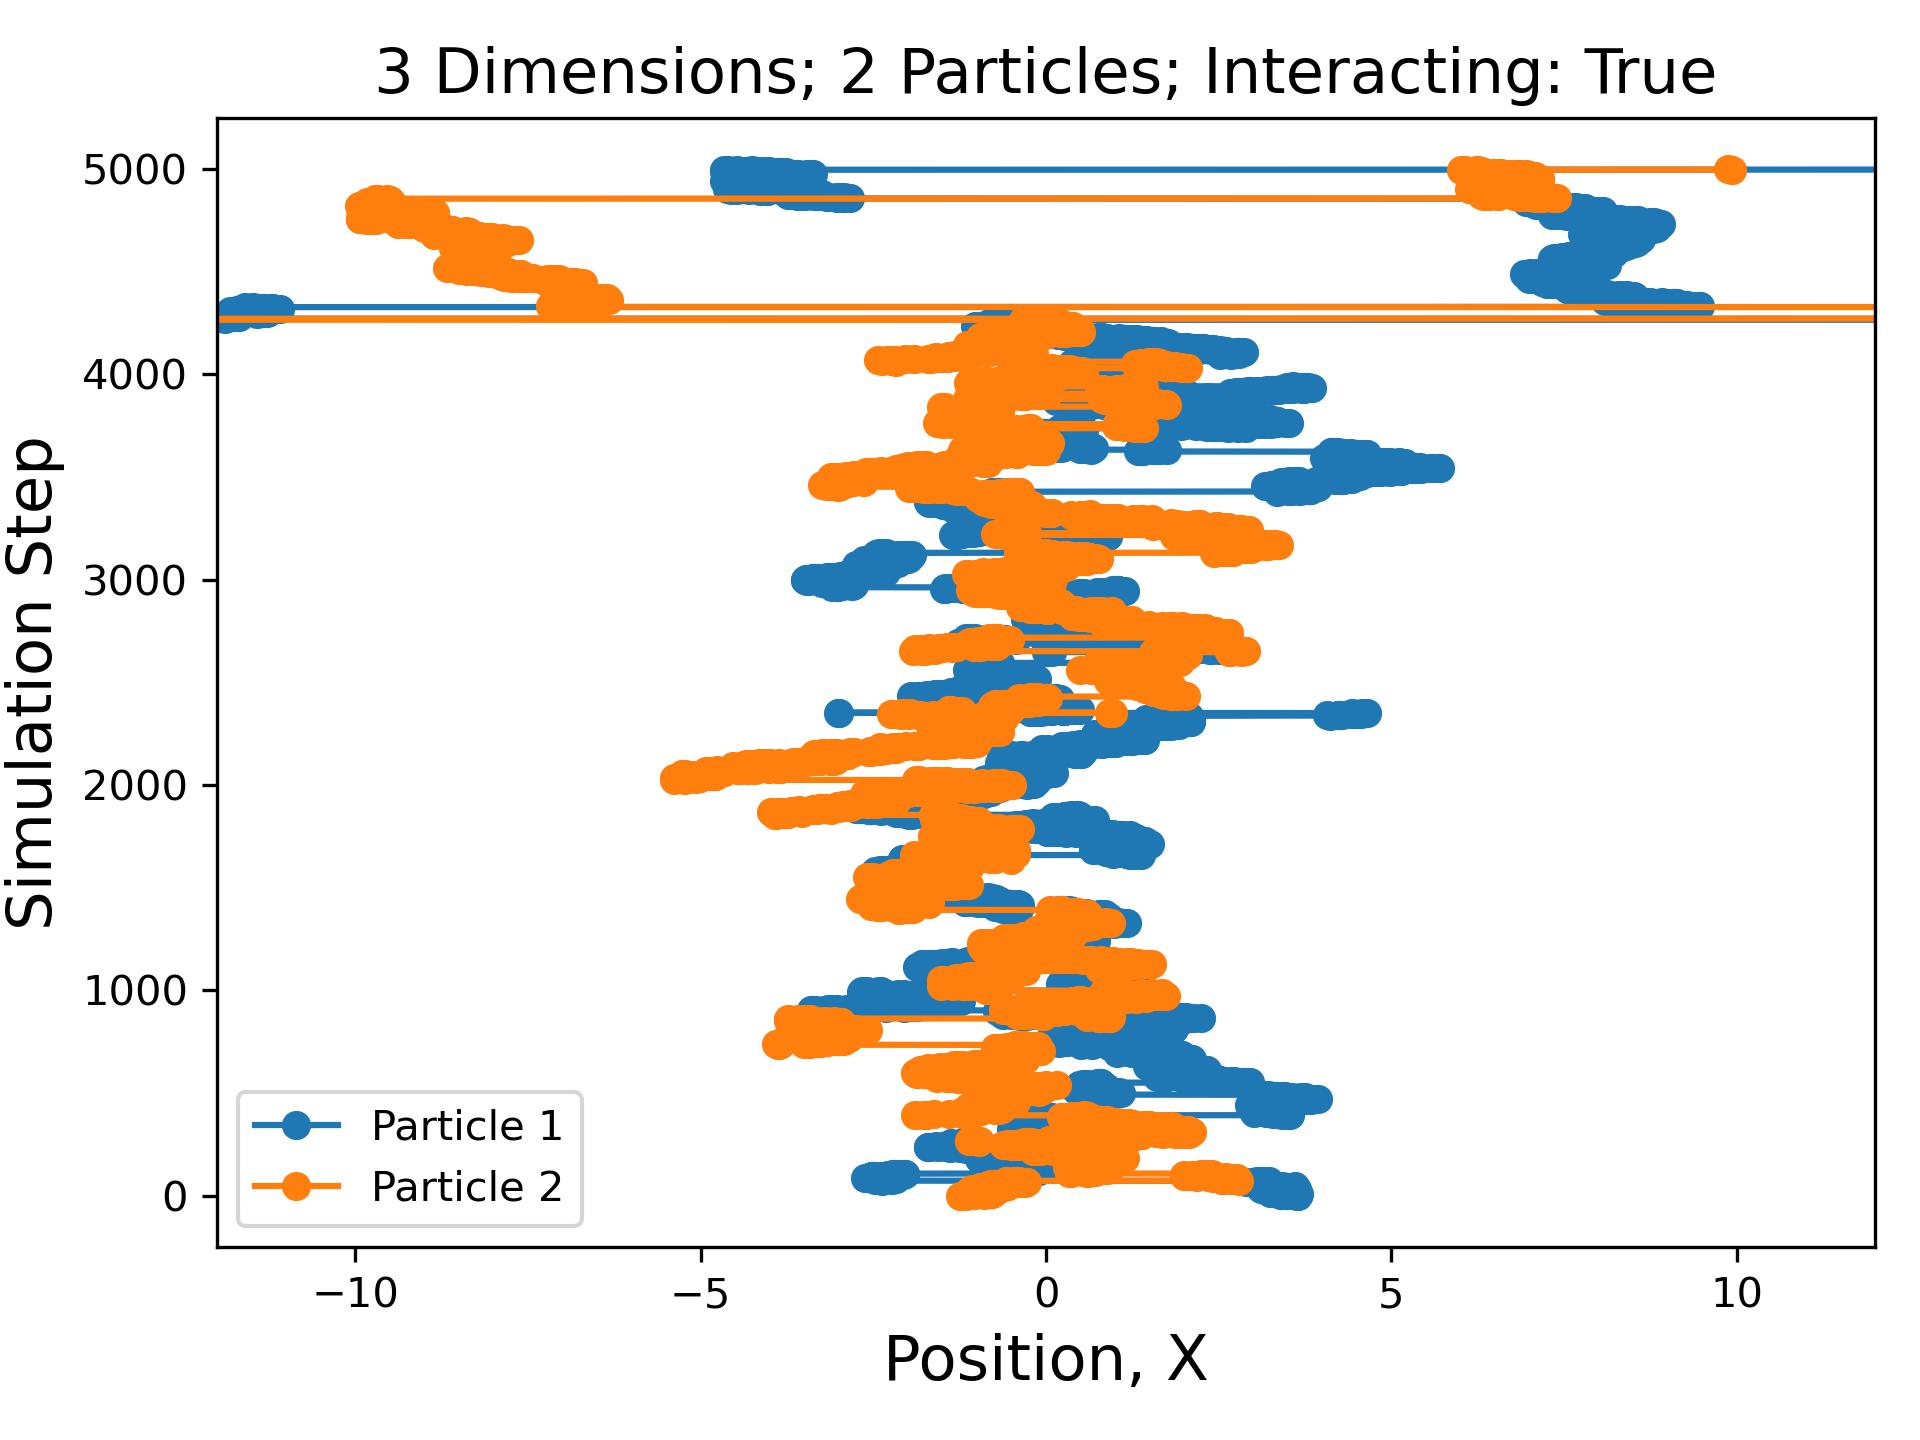 3 Dimensions; 2 Particles; Interacting: True
Simulation Step
5000
4000
3000
2000
1000
0
Particle 1
Particle 2
−10
−5
0
5
10
Position, X